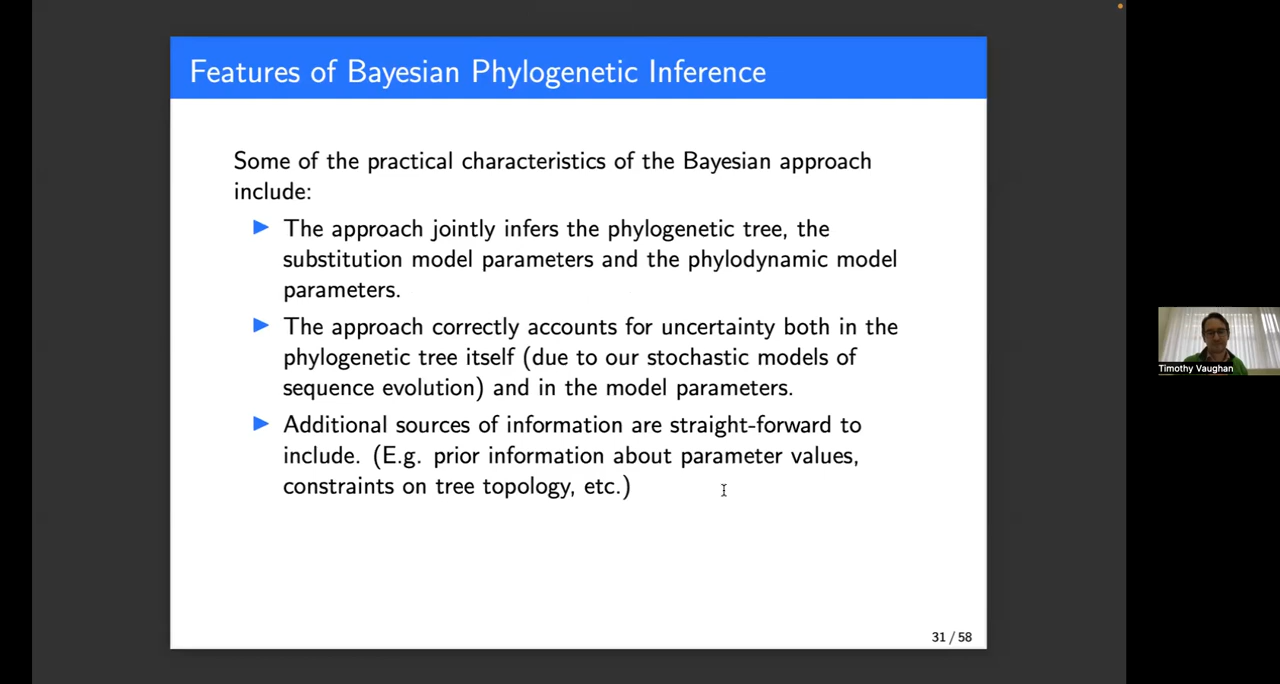 Features of Bayesian Phylogenetic Inference
Some of the practical characteristics of the Bayesian approach
include:
The approach jointly infers the phylogenetic tree, the
substitution model parameters and the phylodynamic model
parameters.
The approach correctly accounts for uncertainty both in the
phylogenetic tree itself (due to our stochastic models of
sequence evolution) and in the model parameters.
Additional sources of information are straight-forward to
include. (E.g. prior information about parameter values,
constraints on tree topology, etc.)
31 / 58
Timothy Vaughan